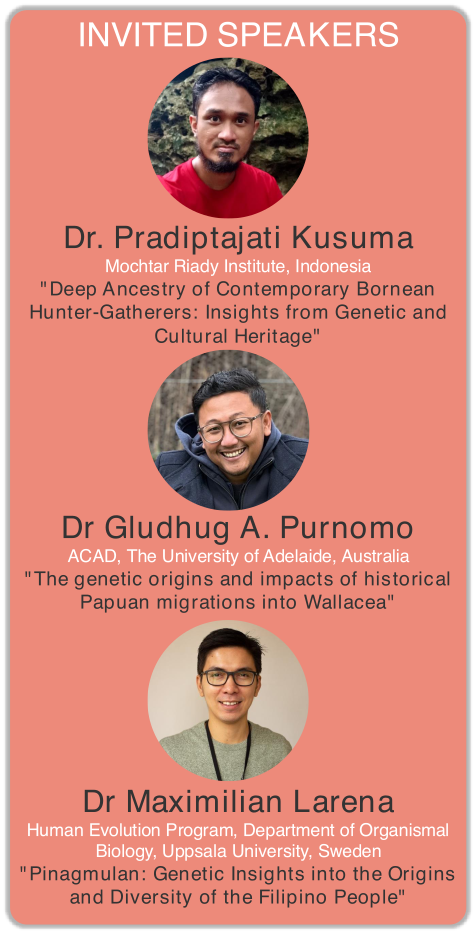 INVITED SPEAKERS
Dr. Pradiptajati Kusuma
Mochtar Riady Institute, Indonesia
"Deep Ancestry of Contemporary Bornean
Hunter-Gatherers: Insights from Genetic and
Cultural Heritage"
Dr Gludhug A. Purnomo
ACAD, The University of Adelaide, Australia
"The genetic origins and impacts of historical
Papuan migrations into Wallacea"
Dr Maximilian Larena
Human Evolution Program, Department of Organismal
Biology, Uppsala University, Sweden
"Pinagmulan: Genetic Insights into the Origins
and Diversity of the Filipino People"